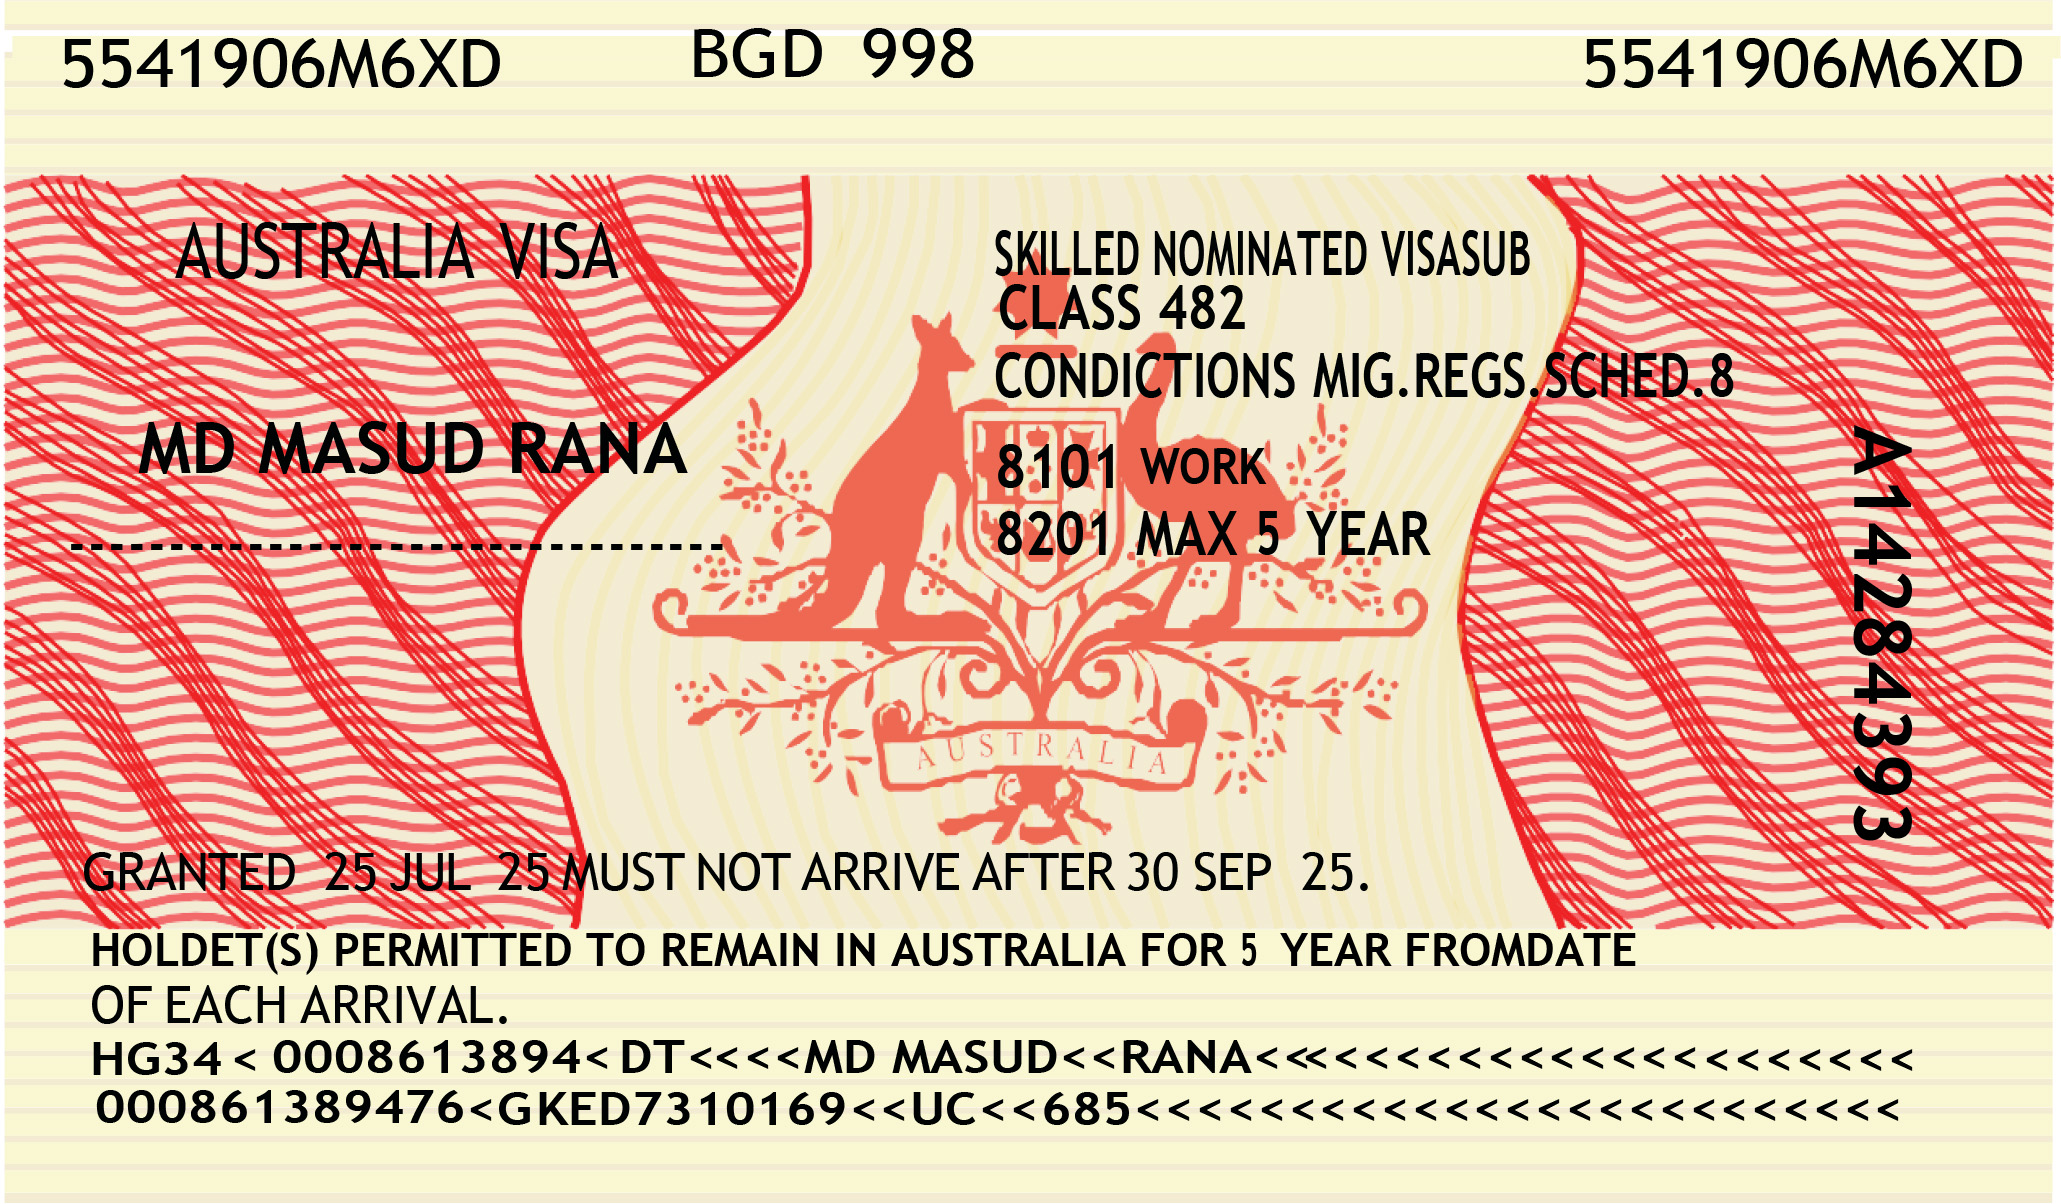 5541906M6XD BGD 998 5541906M6XD
AUSTRALIA VISA
SKILLED NOMINATED VISASUB
CLASS 482
CONDICTIONS MIG.REGS.SCHED.8
MD MASUD RANA
8101 WORK
8201 MAX 5 YEAR
--------------------------------
A14284393
AUSTRALIA
GRANTED 25 JUL 25 MUST NOT ARRIVE AFTER 30 SEP 25.
HOLDET(S) PERMITTED TO REMAIN IN AUSTRALIA FOR 5 YEAR FROMDATE
OF EACH ARRIVAL.
HG34 < 0008613894< DT<<<<MD MASUD<<RANA<<<<<<<<<<<<<<<<<<<<<<
000861389476<GKED7310169<<UC<<685<<<<<<<<<<<<<<<<<<<<<<<<<